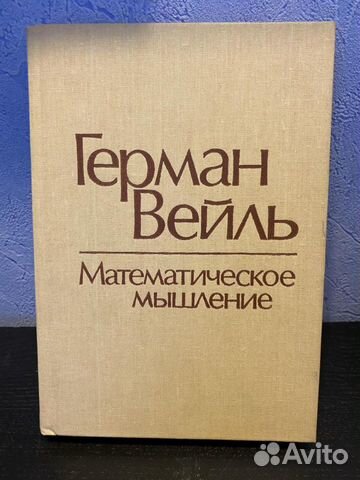 Герман
Вейль
Математическое
мышление
Avito